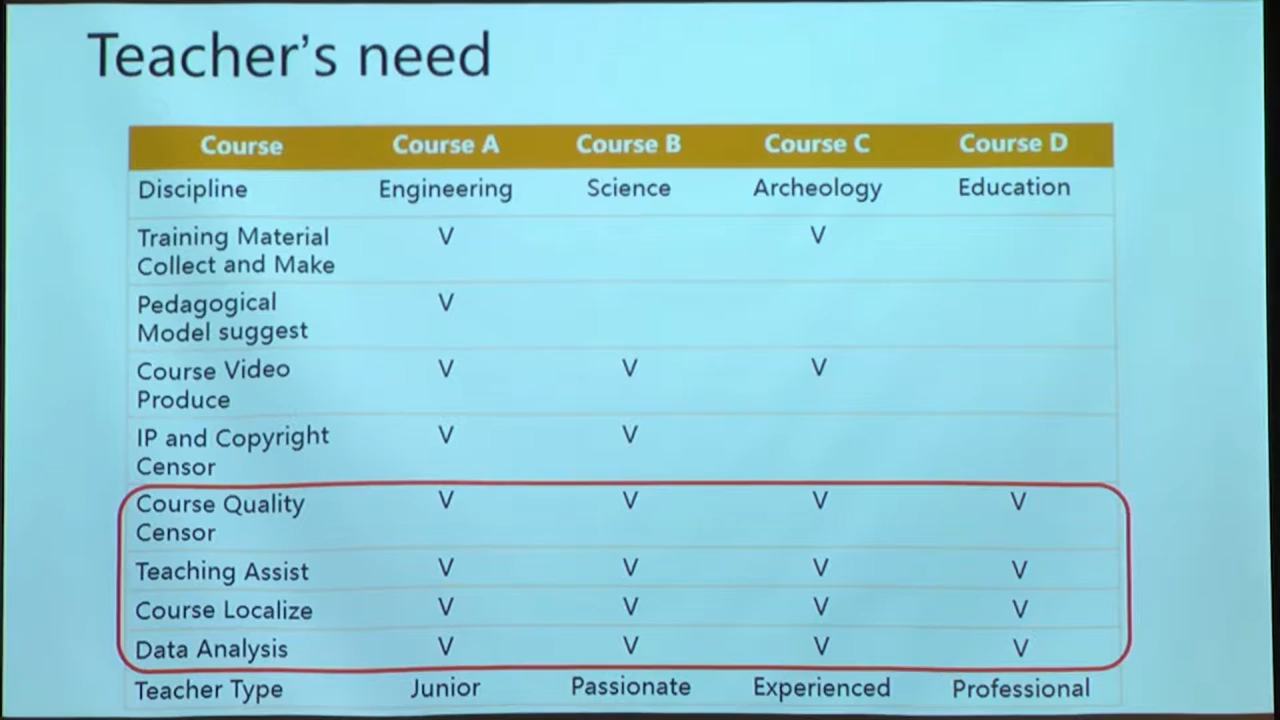 Teacher's need
Course Course A Course B Course C Course D
Discipline Engineering Science Archeology Education
Training Material V V
Collect and Make
Pedagogical V
Model suggest
Course Video V V V
Produce
IP and Copyright V V
Censor
Course Quality V V V V
Censor
Teaching Assist V V V V
Course Localize V V V V
Data Analysis V V V V
Teacher Type Junior Passionate Experienced Professional